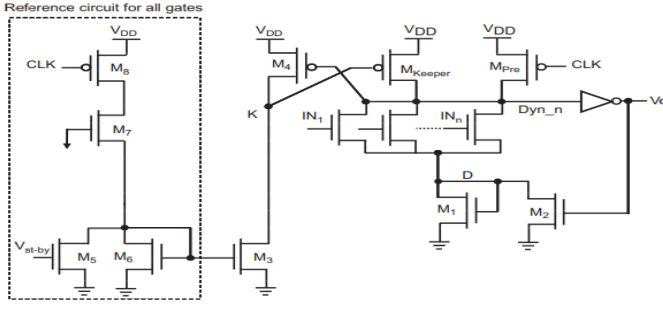 Reference circuit for all gates
VDD
VDD
VDD
VDD
CLK
M8
M4
MKeeper
MPre
CLK
M7
K
IN1
INn
Dyn_n
D
M1
M2
Vst-by
M5
M6
M3